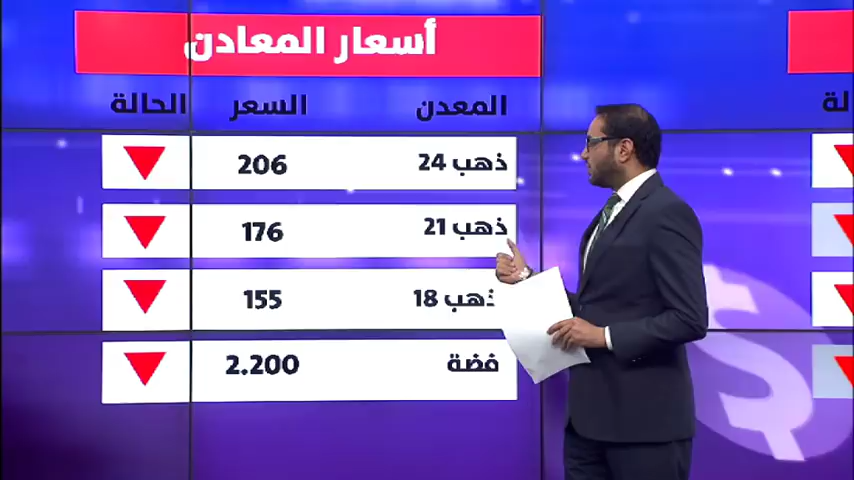 أسعار المعادن
المعدن السعر الحالة
ذهب 24 206
ذهب 21 176
ذهب 18 155
فضة 2.200